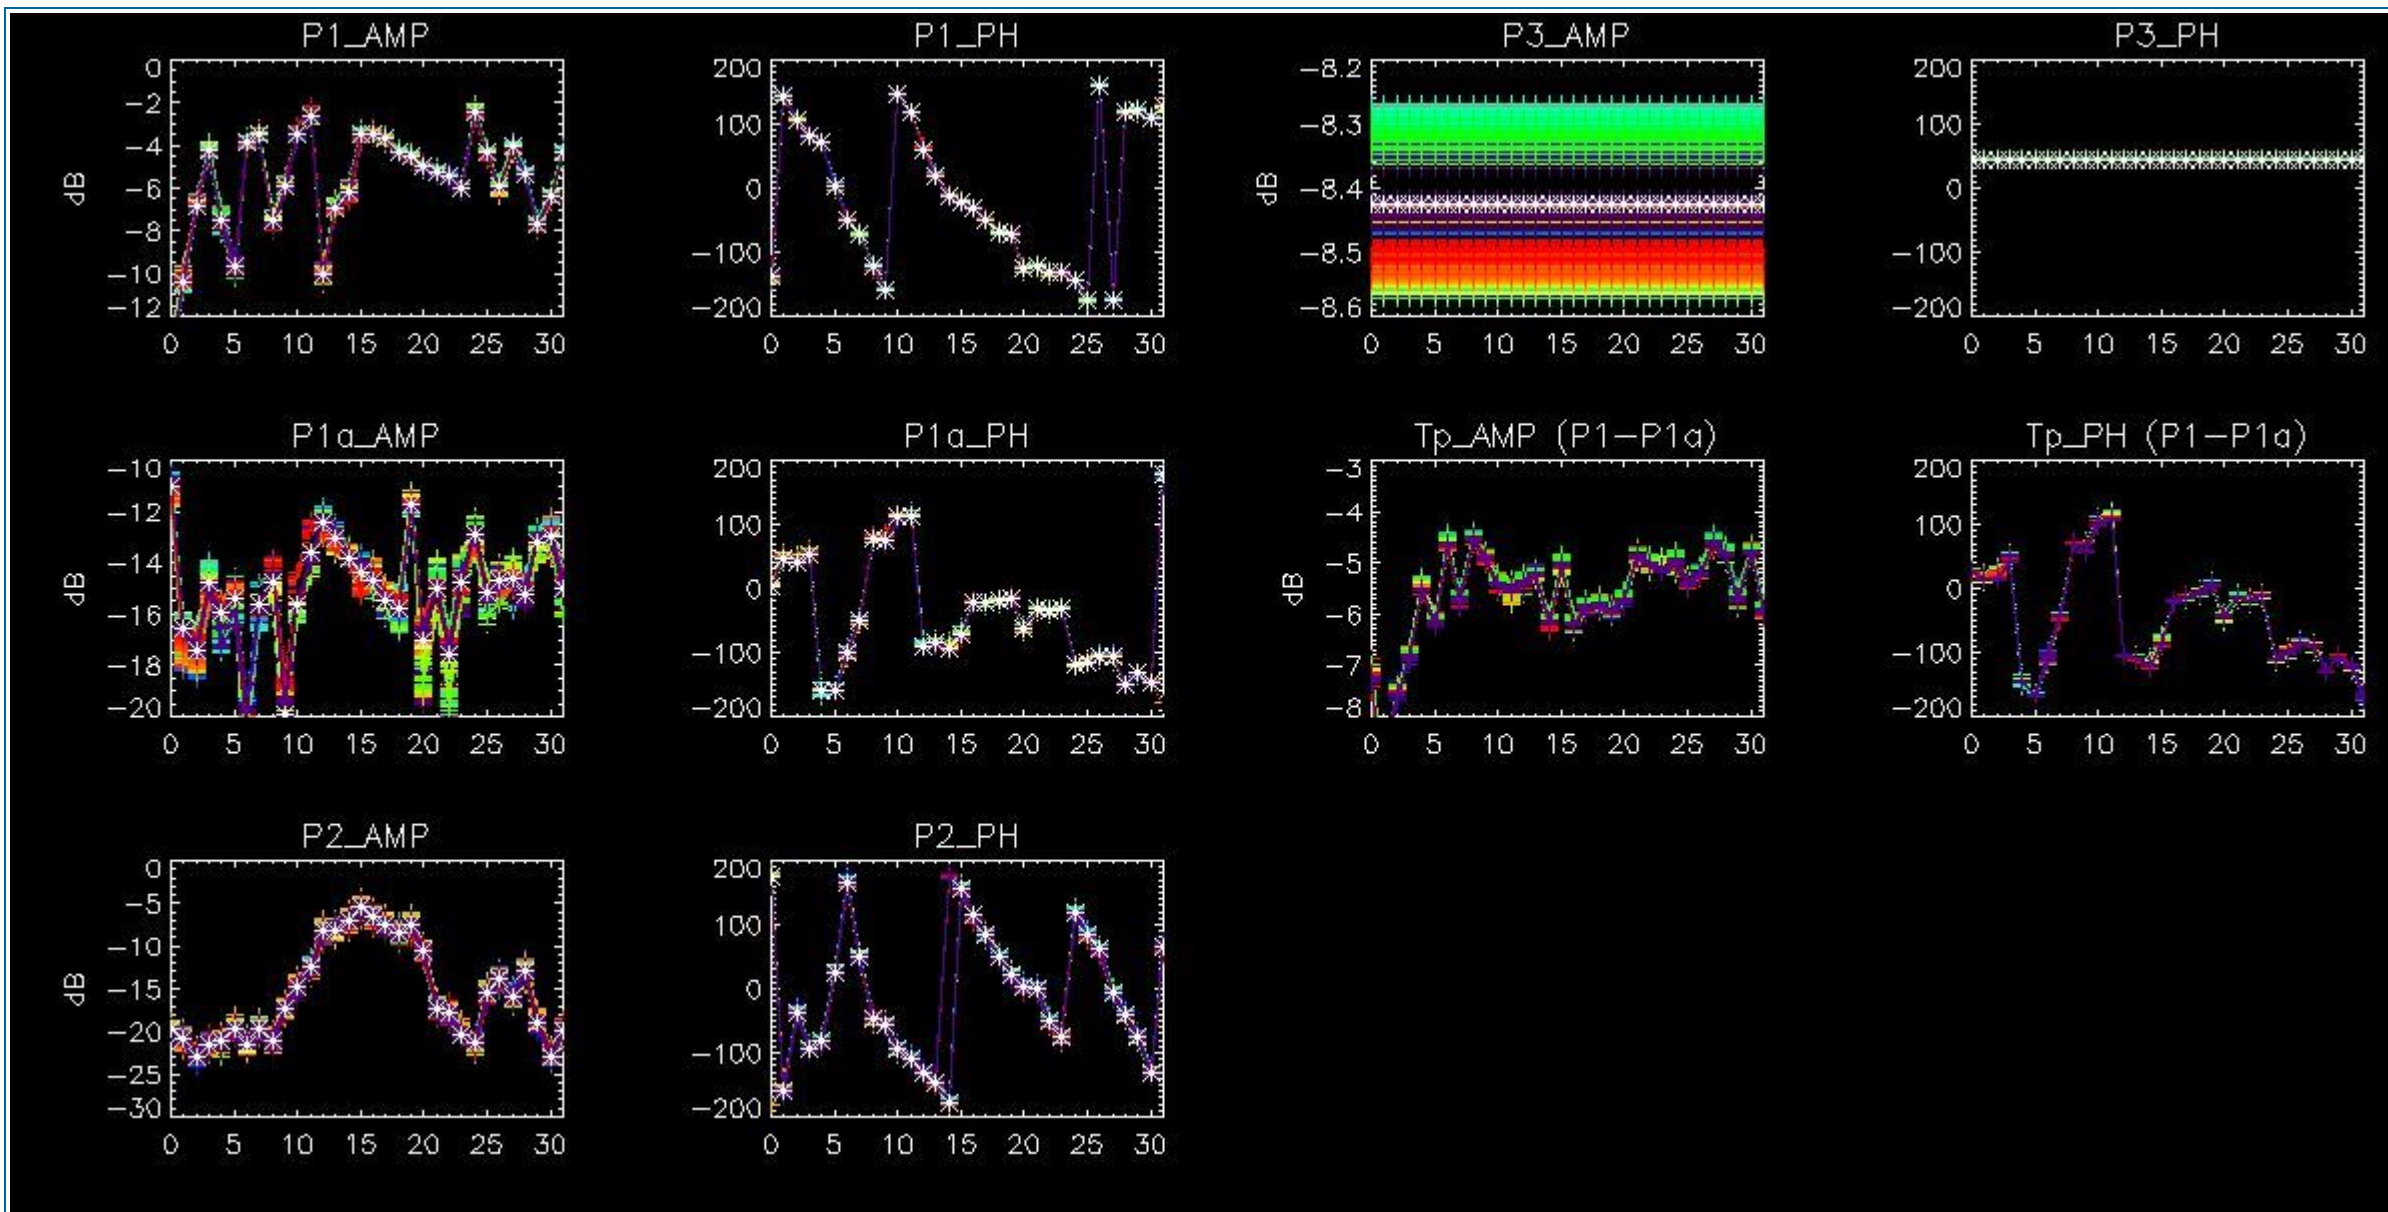 P1_AMP
P1_PH
P3_AMP
P3_PH
0
−2
−4
−6
−8
−10
−12
dB
0 5 10 15 20 25 30
200
100
0
−100
−200
0 5 10 15 20 25 30
−8.2
−8.3
−8.4
−8.5
−8.6
dB
0 5 10 15 20 25 30
200
100
0
−100
−200
0 5 10 15 20 25 30
P1a_AMP
P1a_PH
Tp_AMP (P1−P1a)
Tp_PH (P1−P1a)
−10
−12
−14
−16
−18
−20
dB
0 5 10 15 20 25 30
200
100
0
−100
−200
0 5 10 15 20 25 30
−3
−4
−5
−6
−7
−8
dB
0 5 10 15 20 25 30
200
100
0
−100
−200
0 5 10 15 20 25 30
P2_AMP
P2_PH
0
−5
−10
−15
−20
−25
−30
dB
0 5 10 15 20 25 30
200
100
0
−100
−200
0 5 10 15 20 25 30